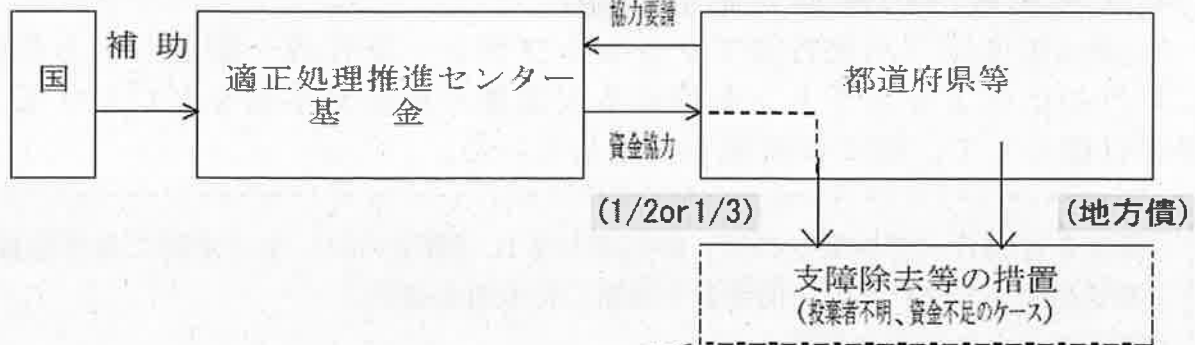 協力要請
補助
国
適正処理推進センター
基金
都道府県等
資金協力
(1/2or1/3)
(地方債)
支障除去等の措置
(投棄者不明、資金不足のケース)